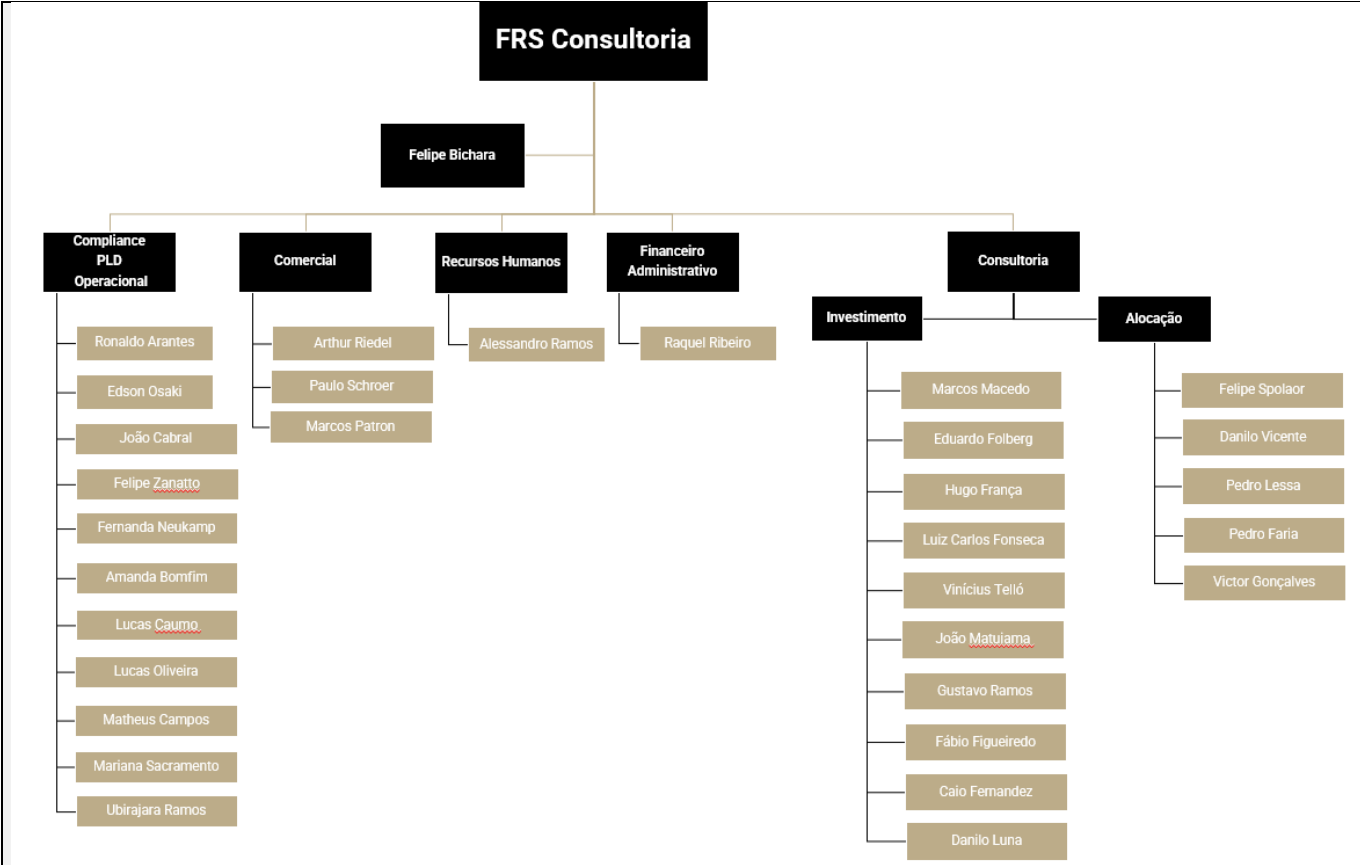 FRS Consultoria
Felipe Bichara
Compliance
PLD
Operacional
Ronaldo Arantes
Edson Osaki
João Cabral
Felipe Zanatto
Fernanda Neukamp
Amanda Bomfim
Lucas Caumo
Lucas Oliveira
Matheus Campos
Mariana Sacramento
Ubirajara Ramos
Comercial
Arthur Riedel
Paulo Schroer
Marcos Patron
Recursos Humanos
Alessandro Ramos
Financeiro
Administrativo
Raquel Ribeiro
Consultoria
Investimento
Marcos Macedo
Eduardo Folberg
Hugo França
Luiz Carlos Fonseca
Vinícius Telló
João Matuiama
Gustavo Ramos
Fábio Figueiredo
Caio Fernandez
Danilo Luna
Alocação
Felipe Spolaor
Danilo Vicente
Pedro Lessa
Pedro Faria
Victor Gonçalves